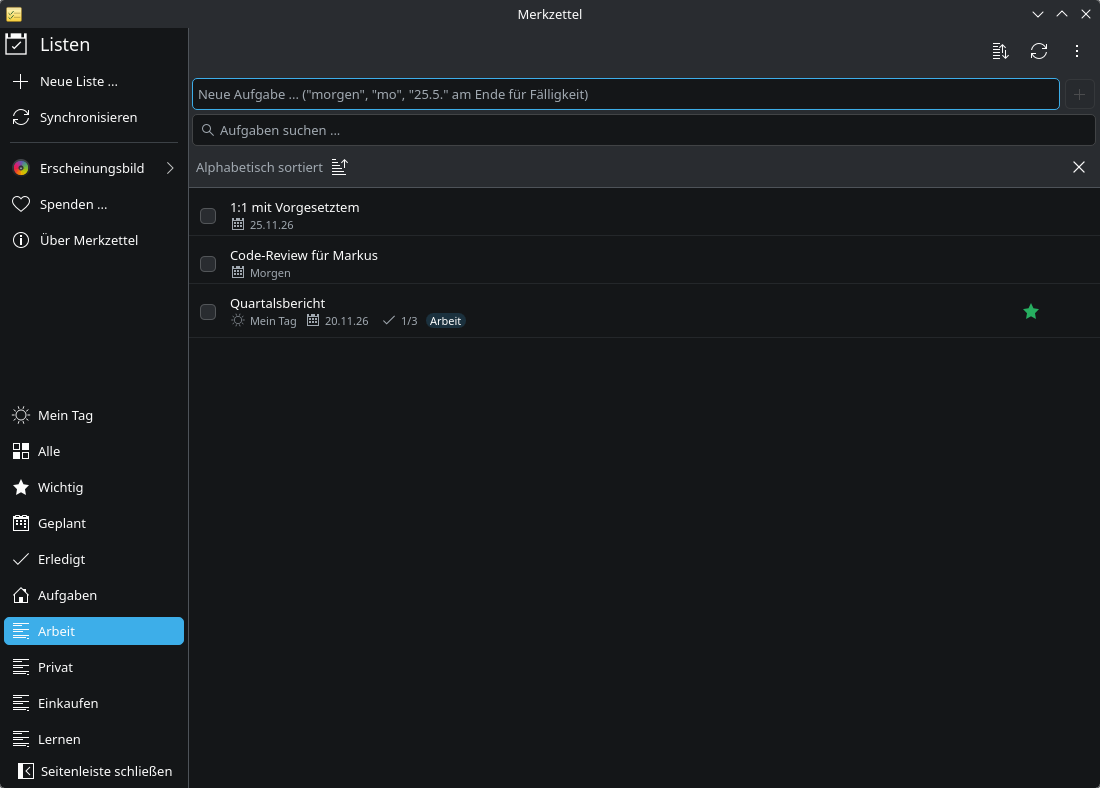 Merkzettel
Listen
Neue Liste ...
Synchronisieren
Erscheinungsbild
Spenden ...
Über Merkzettel
Mein Tag
Alle
Wichtig
Geplant
Erledigt
Aufgaben
Arbeit
Privat
Einkaufen
Lernen
Seitenleiste schließen
Neue Aufgabe ... ("morgen", "mo", "25.5." am Ende für Fälligkeit)
Aufgaben suchen ...
Alphabetisch sortiert
1:1 mit Vorgesetztem
25.11.26
Code-Review für Markus
Morgen
Quartalsbericht
Mein Tag 20.11.26 1/3 Arbeit